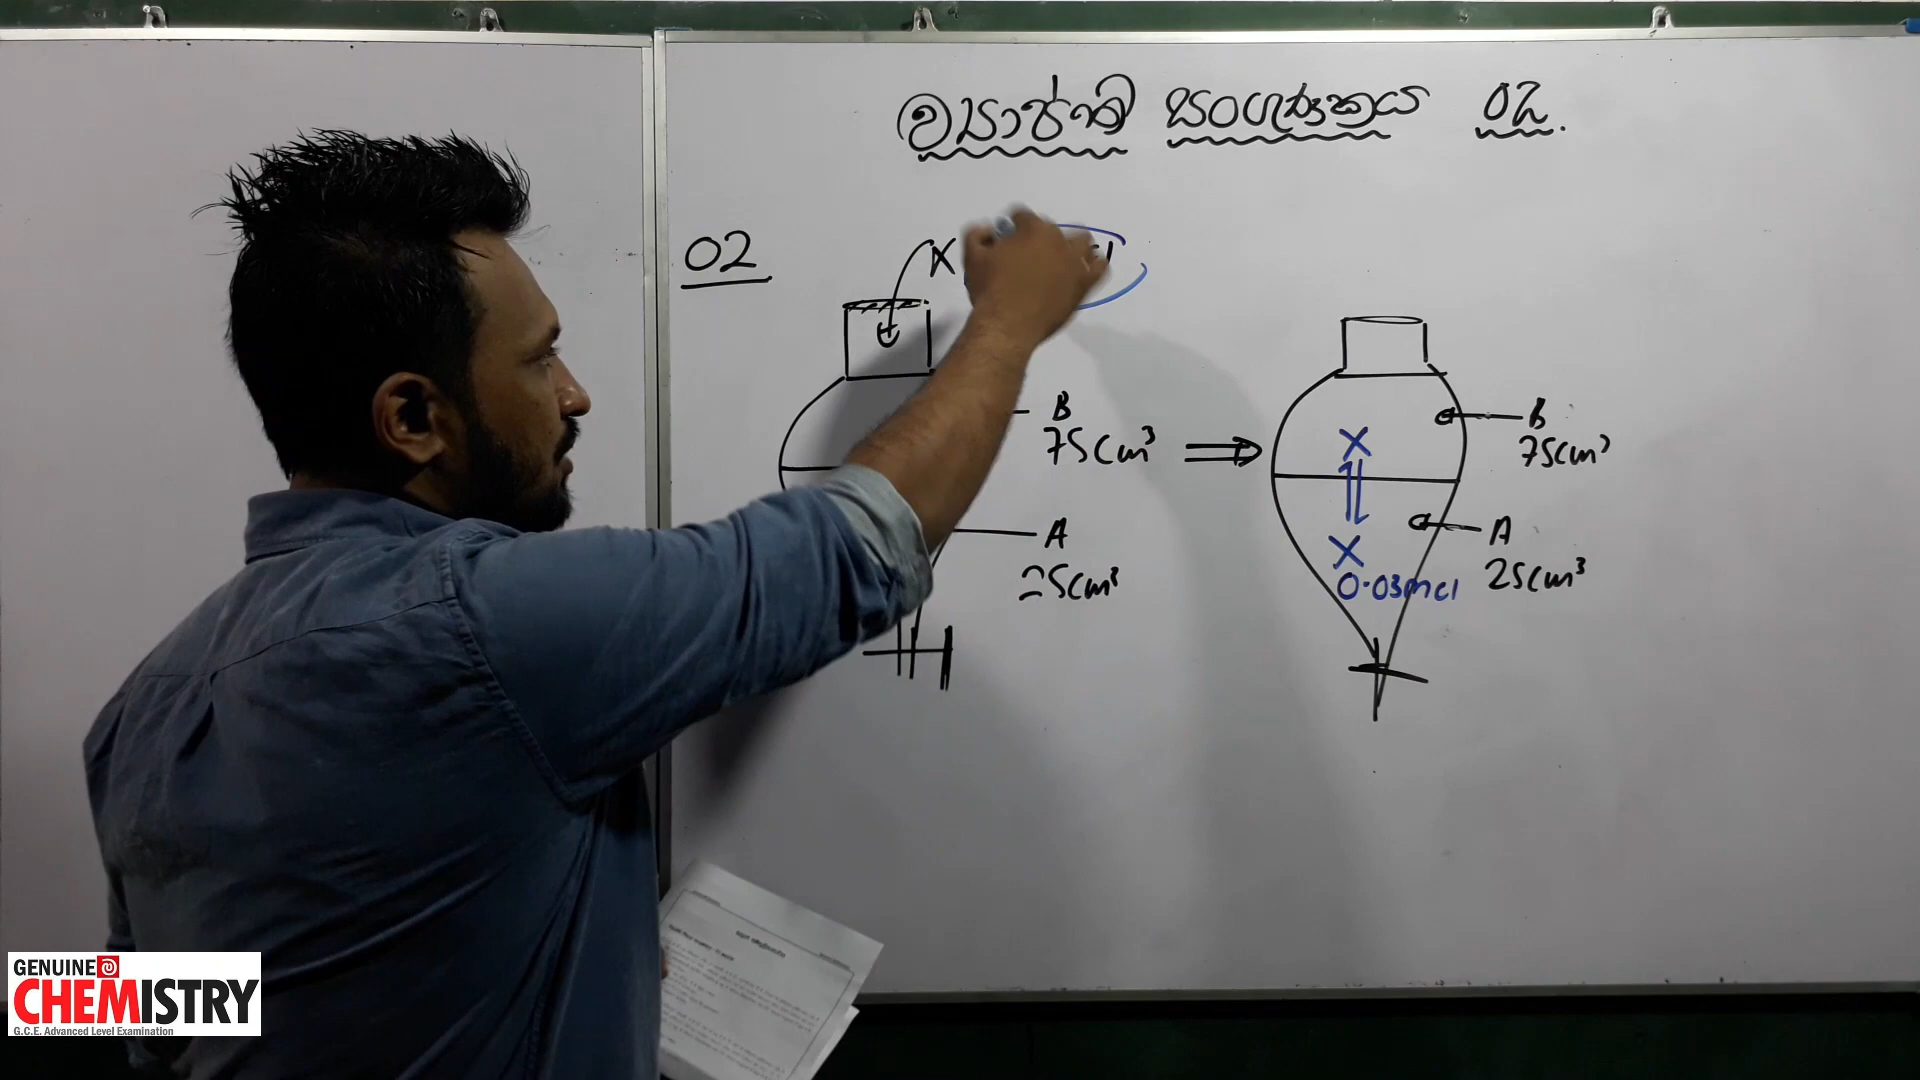 ව්‍යාප්ති සංගුණකය 02.
02
X
B
75cm³
A
25cm³
B
75cm³
X
X
0.03mol
A
25cm³
GENUINE
CHEMISTRY
G.C.E. Advanced Level Examination